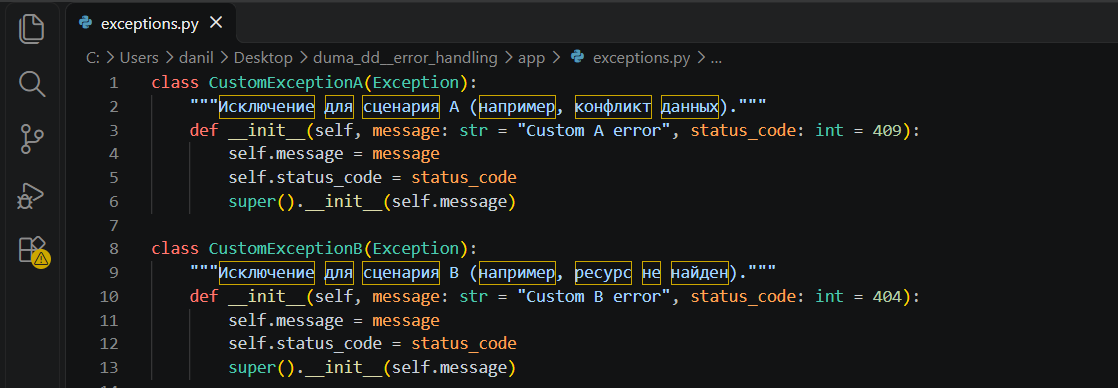 exceptions.py
C: > Users > danil > Desktop > duma_dd__error_handling > app > exceptions.py > ...
1 class CustomExceptionA(Exception):
2 """Исключение для сценария A (например, конфликт данных)."""
3 def __init__(self, message: str = "Custom A error", status_code: int = 409):
4 self.message = message
5 self.status_code = status_code
6 super().__init__(self.message)
7
8 class CustomExceptionB(Exception):
9 """Исключение для сценария B (например, ресурс не найден)."""
10 def __init__(self, message: str = "Custom B error", status_code: int = 404):
11 self.message = message
12 self.status_code = status_code
13 super().__init__(self.message)